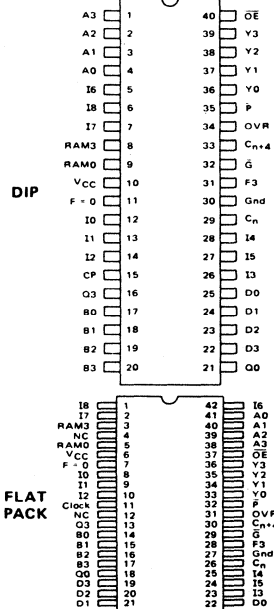 A3 1 40 O̅E̅
A2 2 39 Y3
A1 3 38 Y2
A0 4 37 Y1
I6 5 36 Y0
I8 6 35 P̅
I7 7 34 OVR
RAM3 8 33 Cn+4
RAM0 9 32 G̅
VCC 10 31 F3
F = 0 11 30 Gnd
I0 12 29 Cn
I1 13 28 I4
I2 14 27 I5
CP 15 26 I3
Q3 16 25 D0
B0 17 24 D1
B1 18 23 D2
B2 19 22 D3
B3 20 21 Q0
DIP
I8 1 42 I6
I7 2 41 A0
RAM3 3 40 A1
NC 4 39 A2
RAM0 5 38 A3
VCC 6 37 O̅E̅
F = 0 7 36 Y3
I0 8 35 Y2
I1 9 34 Y1
I2 10 33 Y0
Clock 11 32 P̅
NC 12 31 OVR
Q3 13 30 Cn+4
B0 14 29 G̅
B1 15 28 F3
B2 16 27 Gnd
B3 17 26 Cn
Q0 18 25 I4
D3 19 24 I5
D2 20 23 I3
D1 21 22 D0
FLAT
PACK